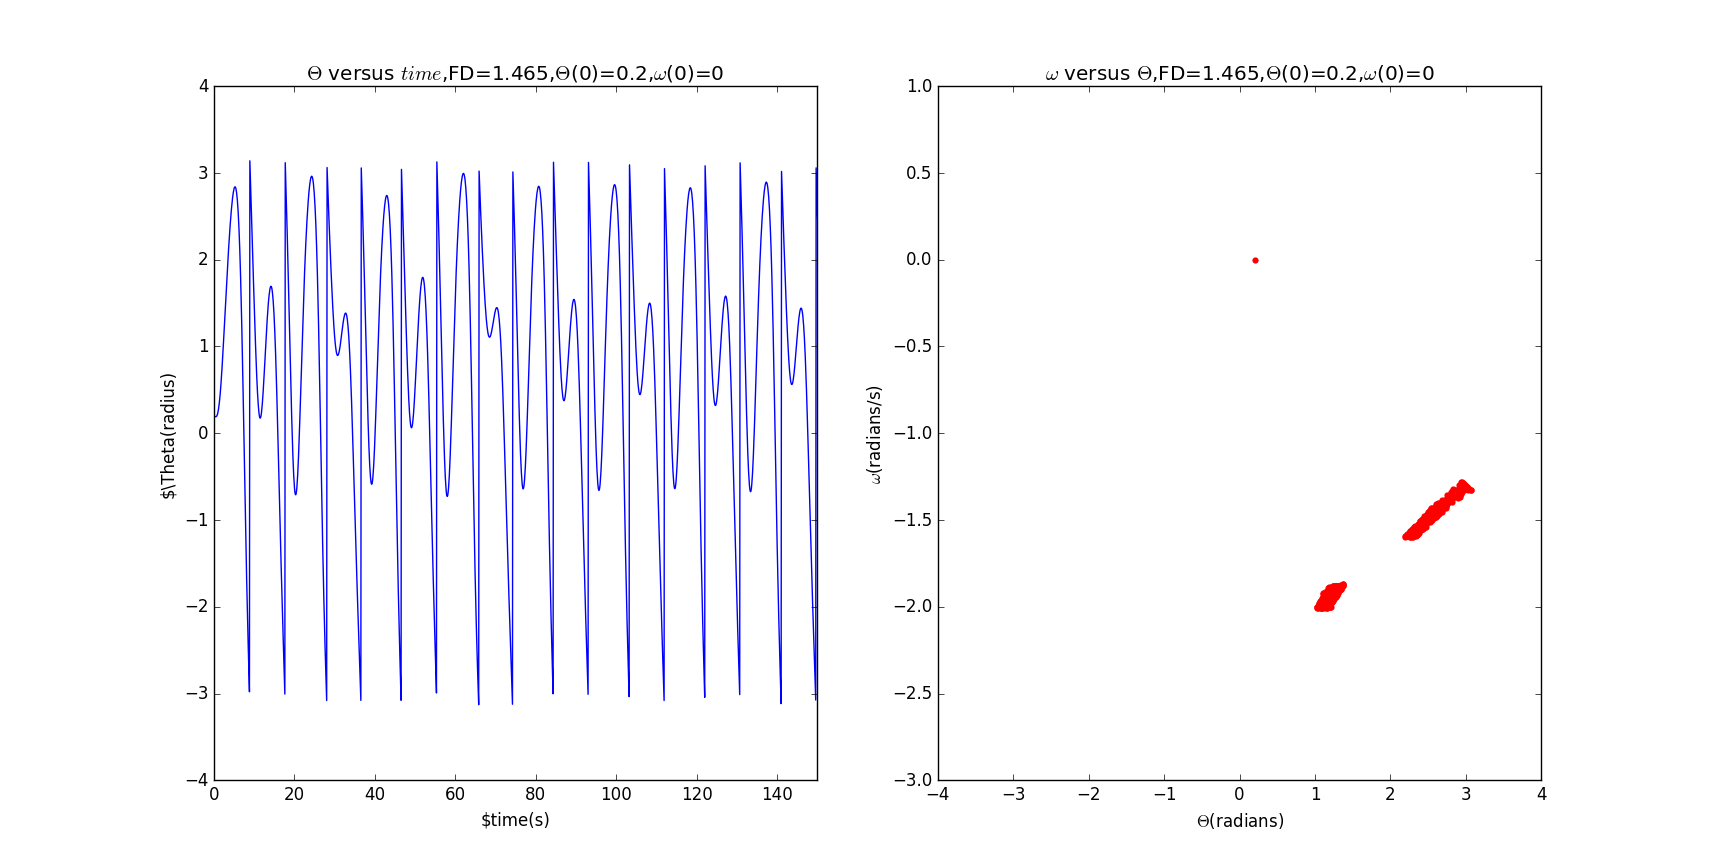 Θ versus time,FD=1.465,Θ(0)=0.2,ω(0)=0
4
3
2
1
0
−1
−2
−3
−4
0 20 40 60 80 100 120 140
$time(s)
$\Theta(radius)
ω versus Θ,FD=1.465,Θ(0)=0.2,ω(0)=0
1.0
0.5
0.0
−0.5
−1.0
−1.5
−2.0
−2.5
−3.0
−4 −3 −2 −1 0 1 2 3 4
Θ(radians)
ω(radians/s)